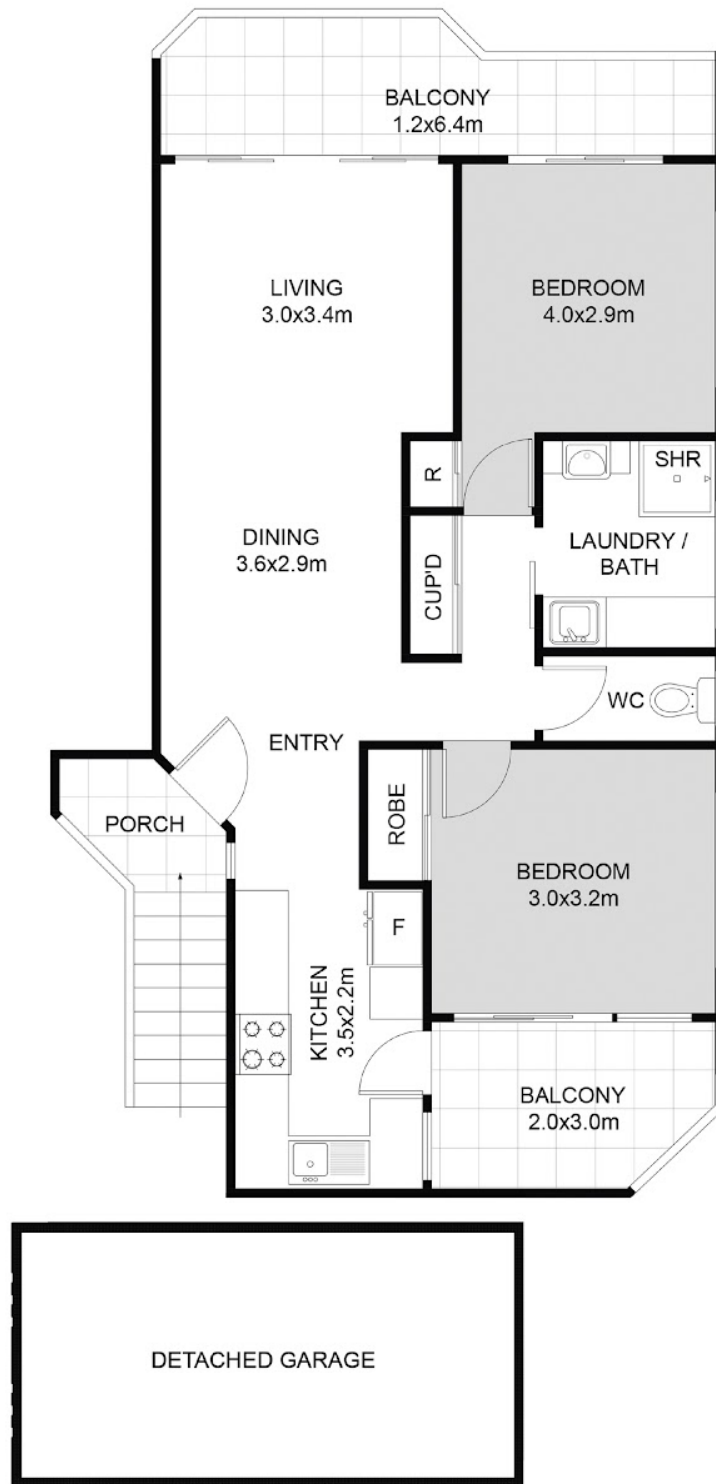 BALCONY
1.2x6.4m
LIVING
3.0x3.4m
BEDROOM
4.0x2.9m
R
SHR
DINING
3.6x2.9m
CUP'D
LAUNDRY /
BATH
WC
ENTRY
PORCH
ROBE
BEDROOM
3.0x3.2m
F
KITCHEN
3.5x2.2m
BALCONY
2.0x3.0m
DETACHED GARAGE